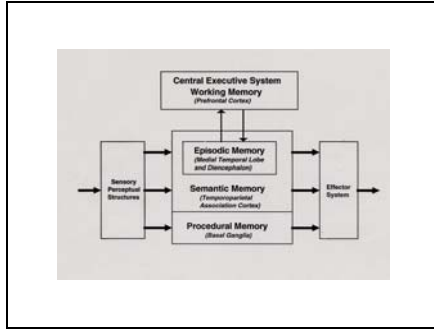 Central Executive System
Working Memory
(Prefrontal Cortex)
Episodic Memory
(Medial Temporal Lobe
and Diencephalon)
Sensory
Perceptual
Structures
Semantic Memory
(Temporoparietal
Association Cortex)
Effector
System
Procedural Memory
(Basal Ganglia)